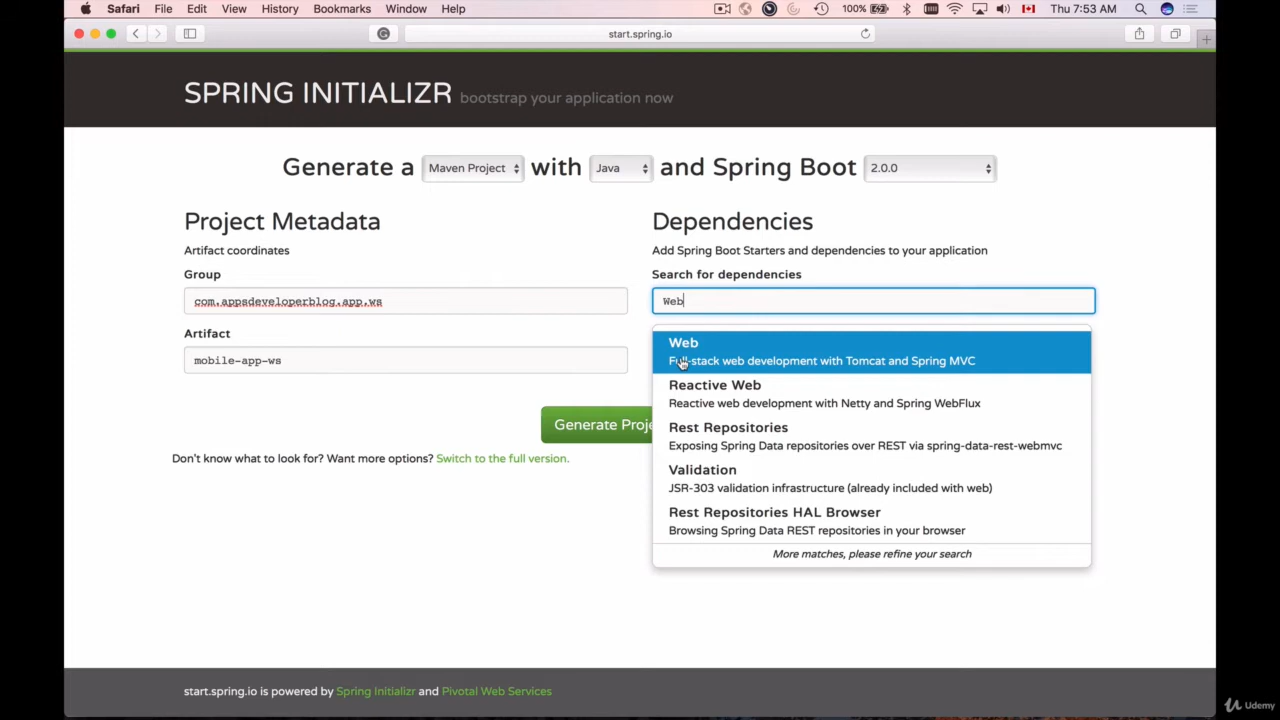 Safari File Edit View History Bookmarks Window Help 100% Thu 7:53 AM
start.spring.io
SPRING INITIALIZR bootstrap your application now
Generate a Maven Project with Java and Spring Boot 2.0.0
Project Metadata
Artifact coordinates
Group
com.appsdeveloperblog.app.ws
Artifact
mobile-app-ws
Dependencies
Add Spring Boot Starters and dependencies to your application
Search for dependencies
Web
Web
Full-stack web development with Tomcat and Spring MVC
Reactive Web
Reactive web development with Netty and Spring WebFlux
Rest Repositories
Exposing Spring Data repositories over REST via spring-data-rest-webmvc
Validation
JSR-303 validation infrastructure (already included with web)
Rest Repositories HAL Browser
Browsing Spring Data REST repositories in your browser
More matches, please refine your search
Generate Proje
Don't know what to look for? Want more options? Switch to the full version.
start.spring.io is powered by Spring Initializr and Pivotal Web Services
Udemy